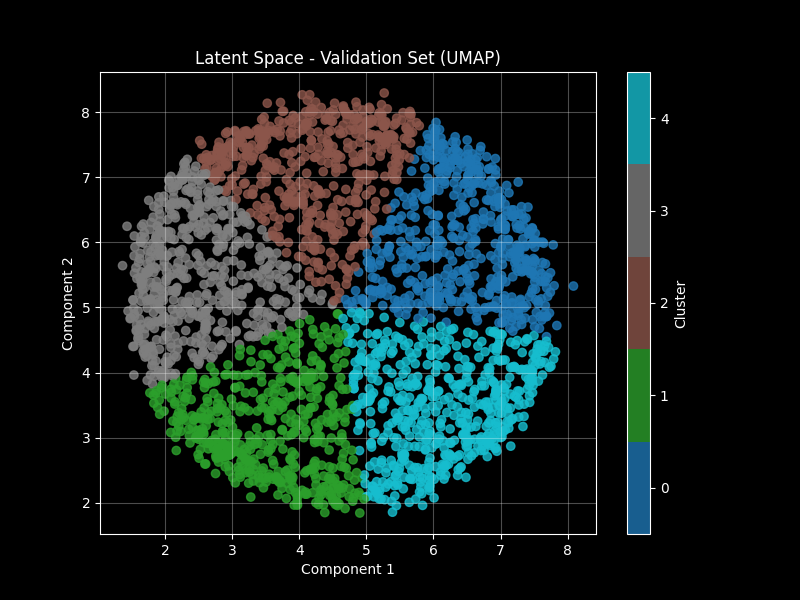 Latent Space - Validation Set (UMAP)
8
7
6
5
4
3
2
Component 2
2 3 4 5 6 7 8
Component 1
4
3
2
1
0
Cluster